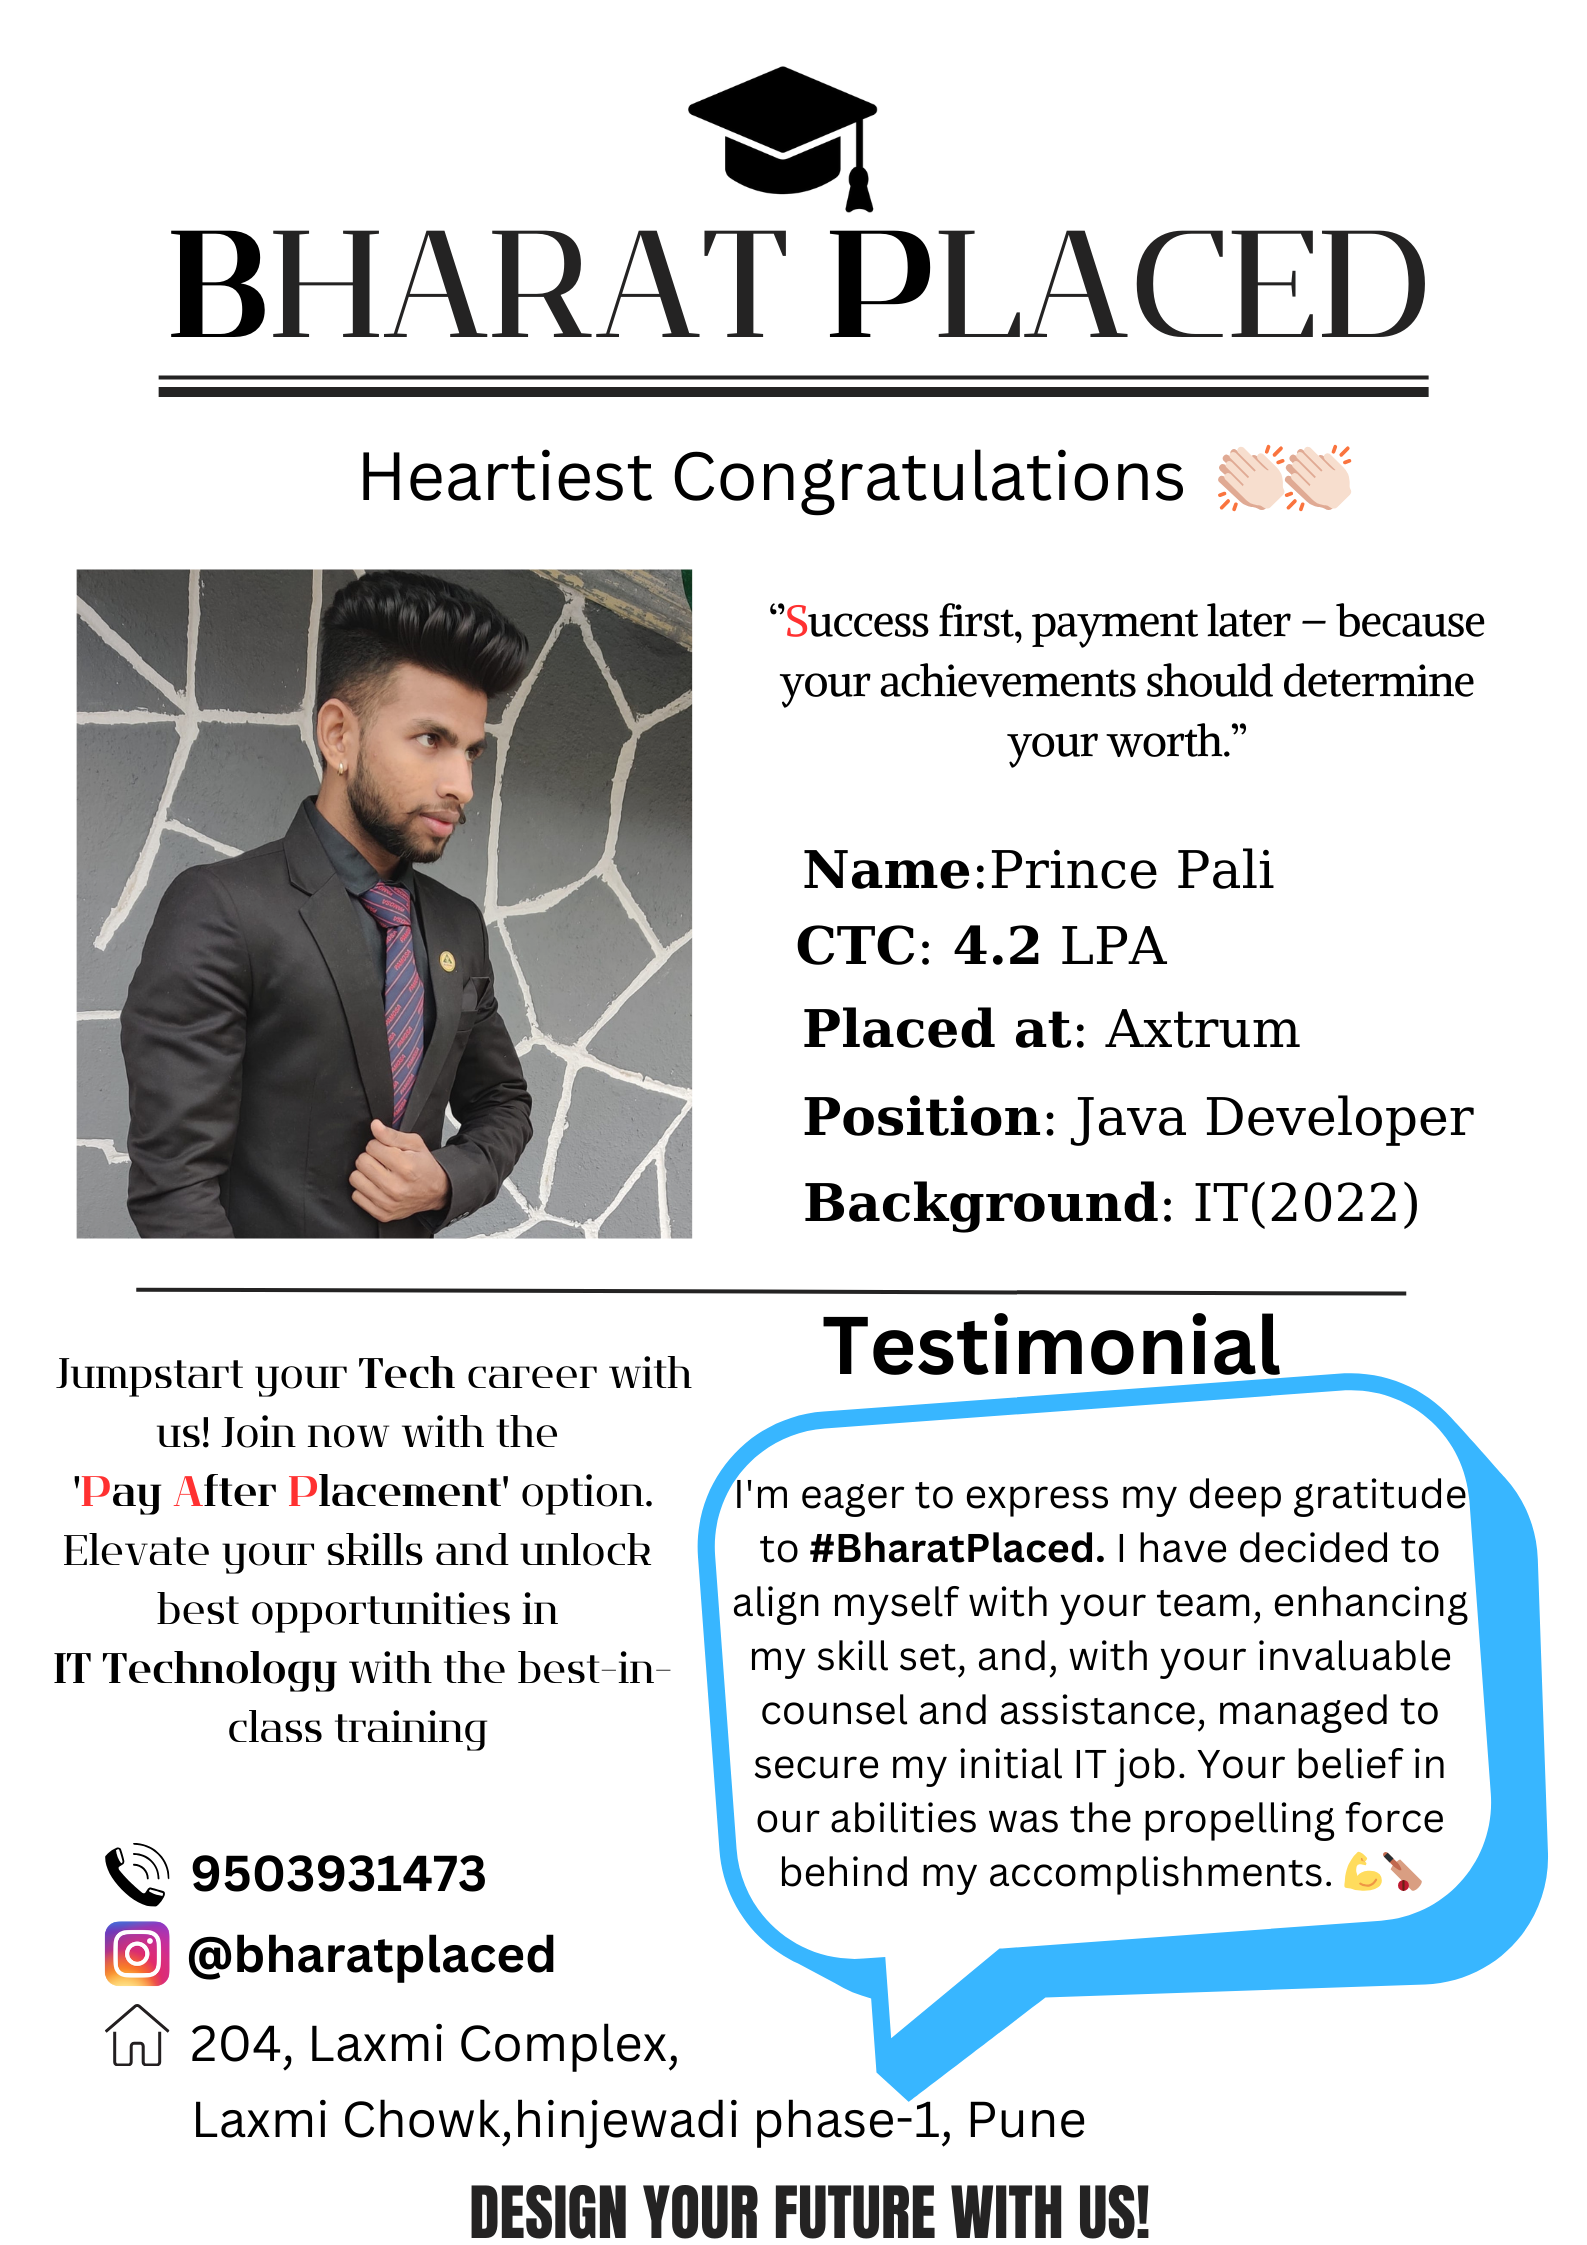 BHARAT PLACED
Heartiest Congratulations 👏🏻👏🏻
“Success first, payment later – because
your achievements should determine
your worth.”
Name:Prince Pali
CTC: 4.2 LPA
Placed at: Axtrum
Position: Java Developer
Background: IT(2022)
Jumpstart your Tech career with
us! Join now with the
'Pay After Placement' option.
Elevate your skills and unlock
best opportunities in
IT Technology with the best-in-
class training
9503931473
@bharatplaced
204, Laxmi Complex,
Laxmi Chowk,hinjewadi phase-1, Pune
Testimonial
I'm eager to express my deep gratitude
to #BharatPlaced. I have decided to
align myself with your team, enhancing
my skill set, and, with your invaluable
counsel and assistance, managed to
secure my initial IT job. Your belief in
our abilities was the propelling force
behind my accomplishments. 💪🏏
DESIGN YOUR FUTURE WITH US!